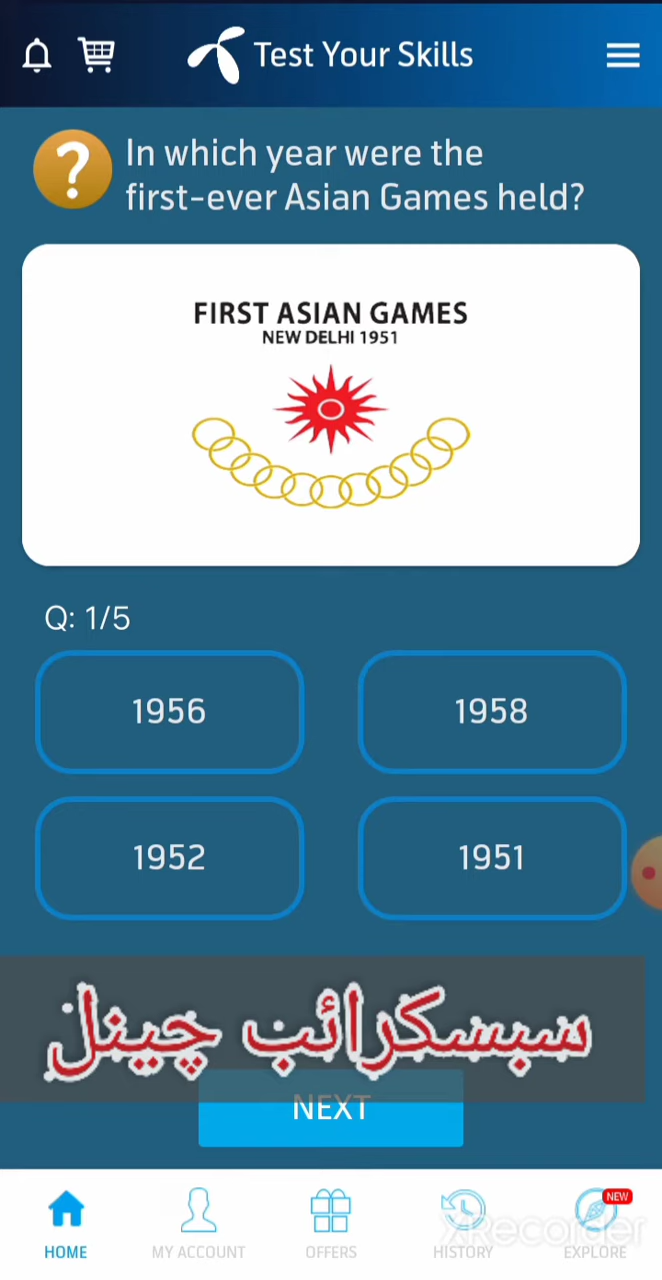 Test Your Skills
?
In which year were the
first-ever Asian Games held?
FIRST ASIAN GAMES
NEW DELHI 1951
Q: 1/5
1956
1958
1952
1951
سبسکرائب چینل
NEXT
HOME
MY ACCOUNT
OFFERS
HISTORY
NEW
EXPLORE
XRecorder